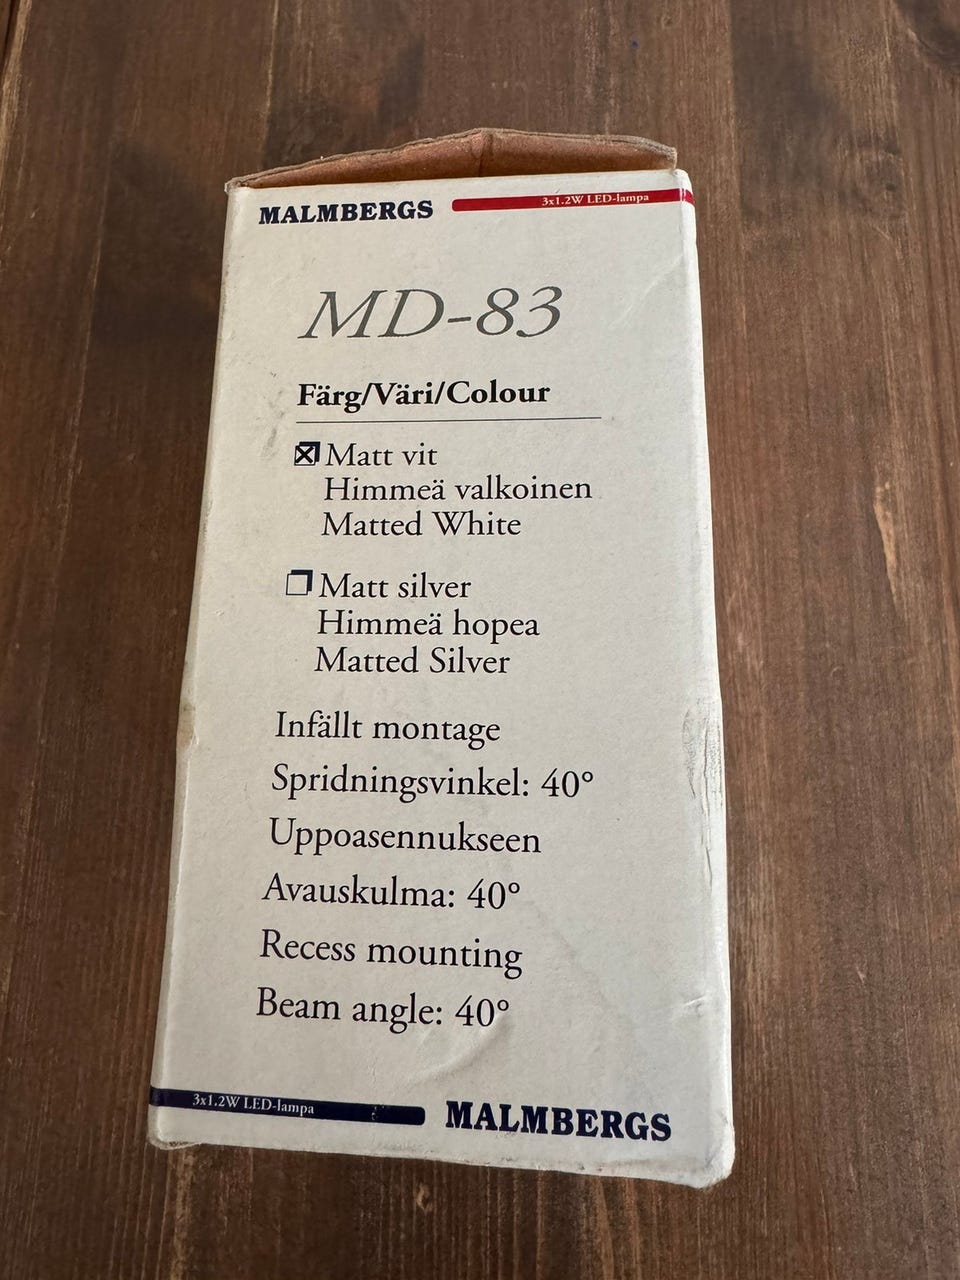 MALMBERGS 3x1.2W LED-lampa
MD-83
Färg/Väri/Colour
Matt vit
Himmeä valkoinen
Matted White
Matt silver
Himmeä hopea
Matted Silver
Infällt montage
Spridningsvinkel: 40°
Uppoasennukseen
Avauskulma: 40°
Recess mounting
Beam angle: 40°
3x1.2W LED-lampa MALMBERGS